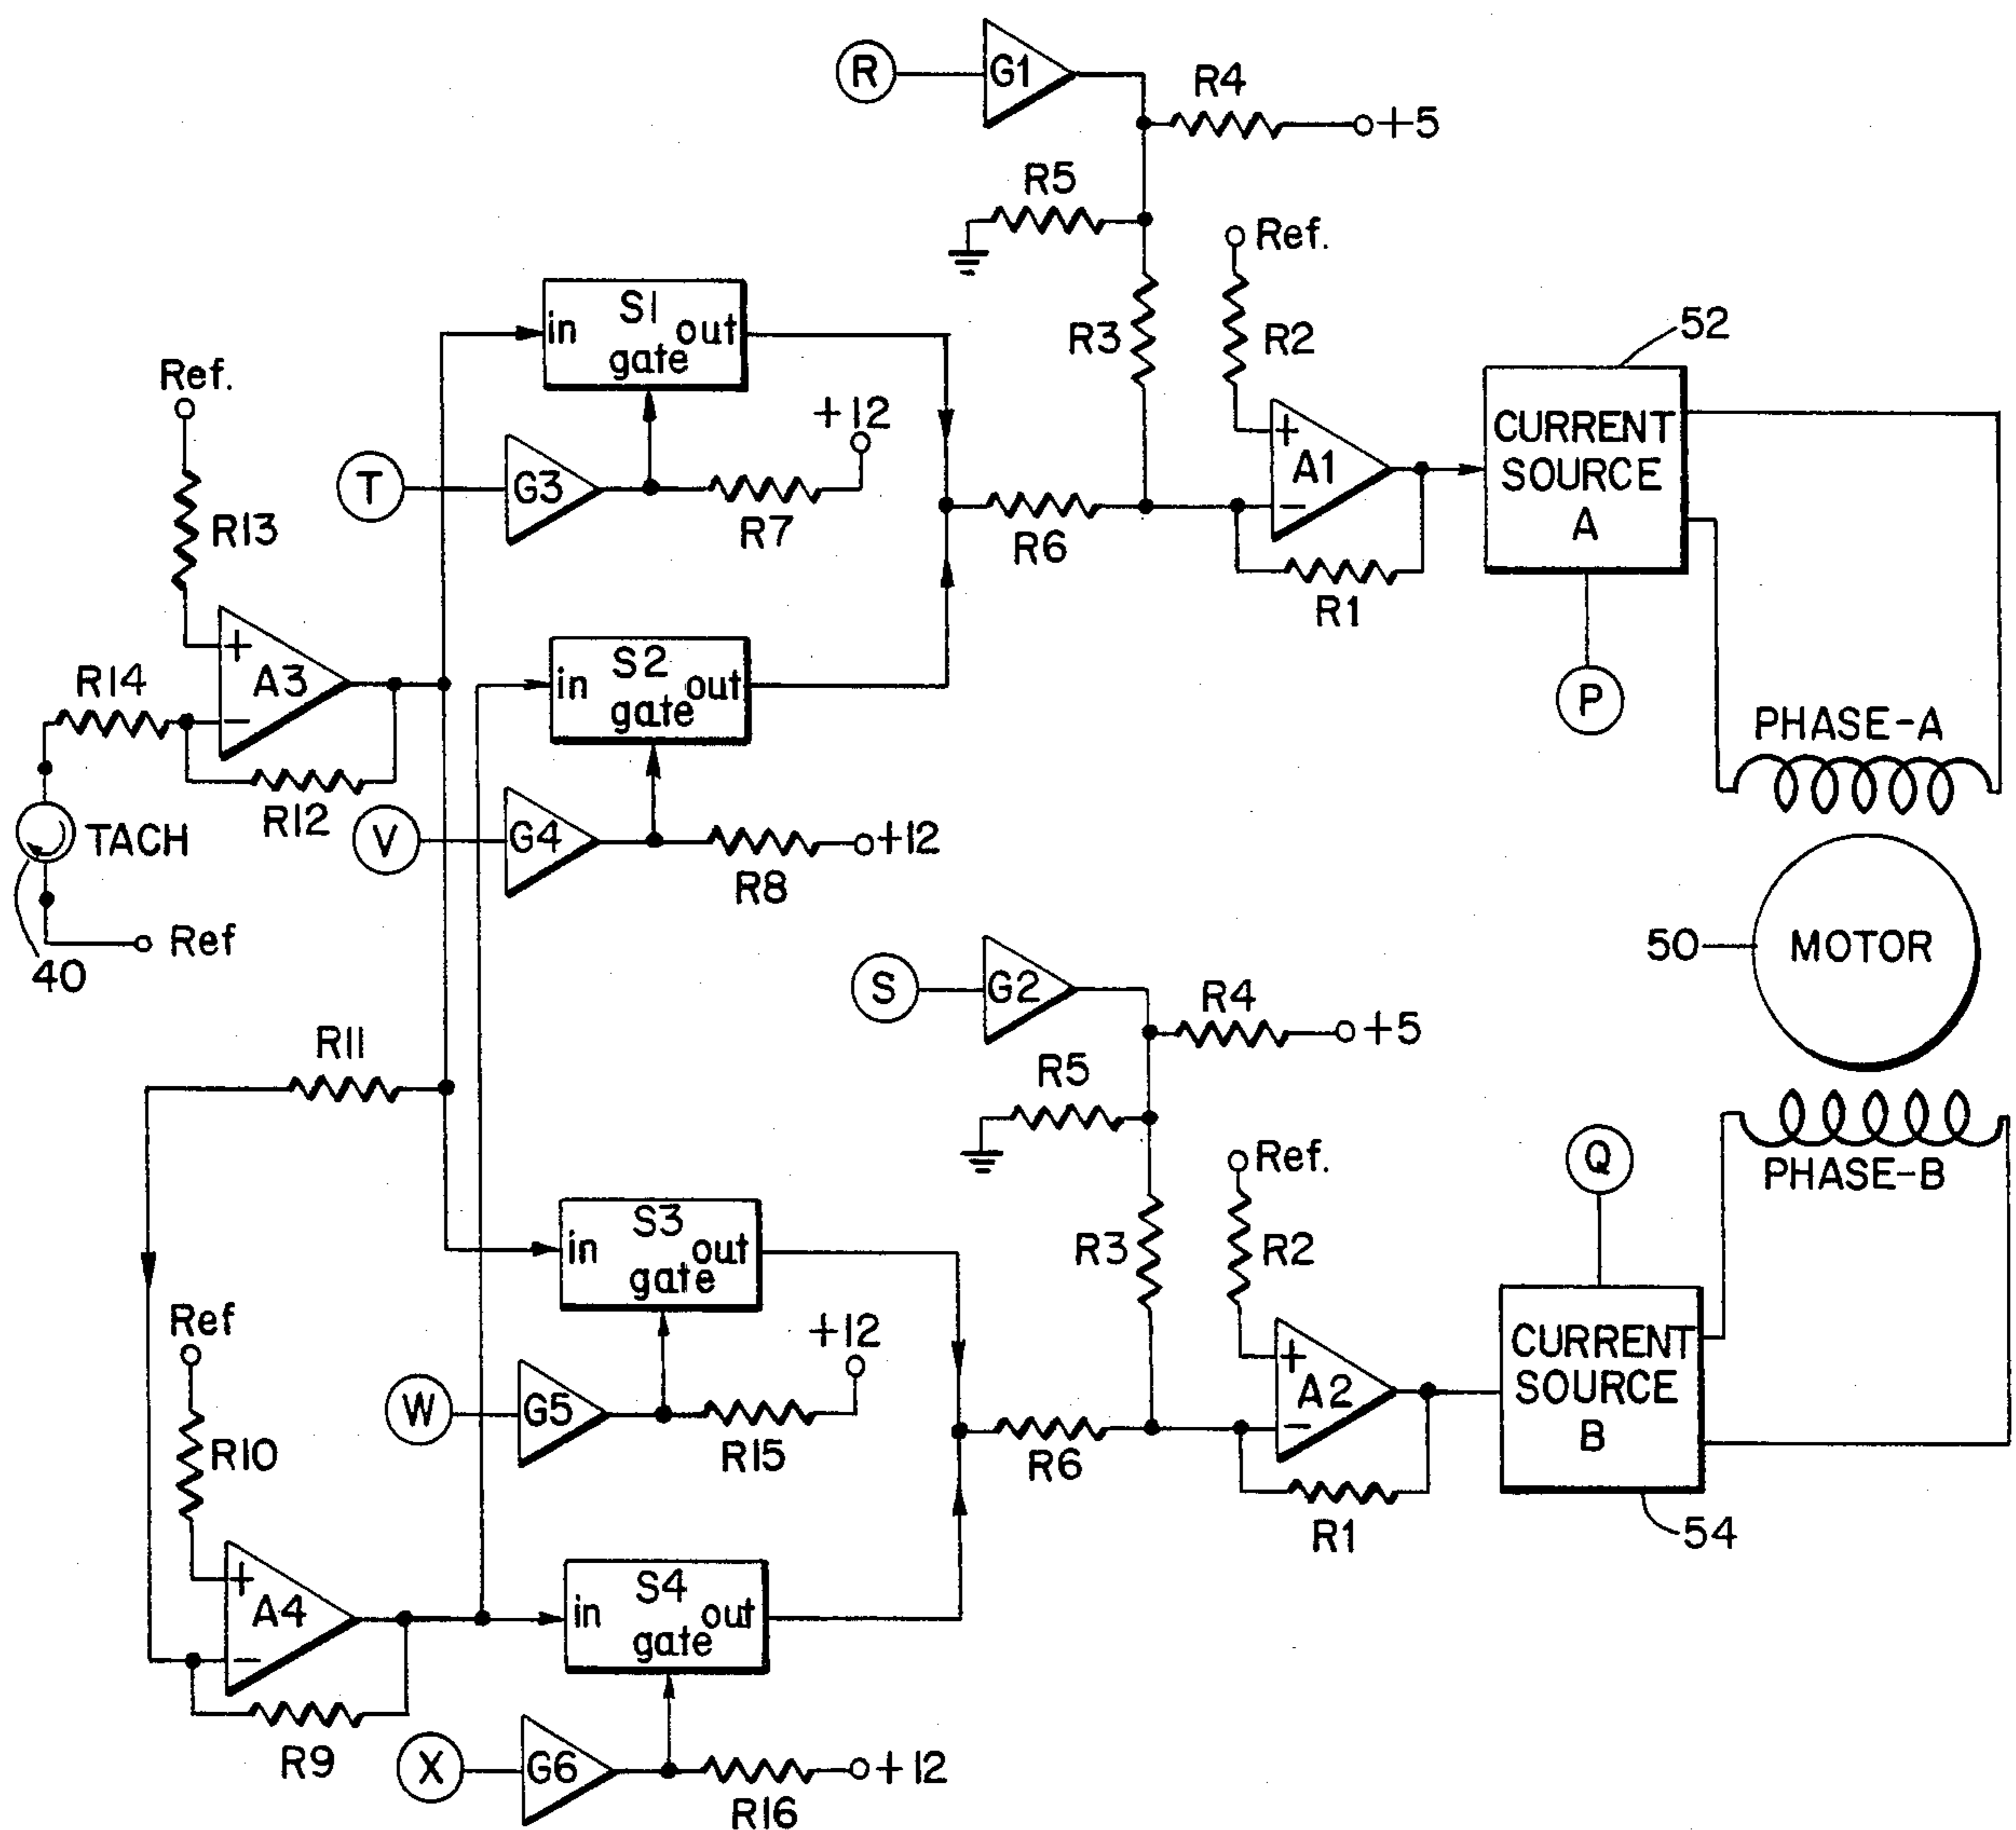 R
G1
R4
+5
R5
Ref.
R3
R2
52
S1
in
out
gate
Ref.
+12
T
G3
R7
R13
R6
+
A1
−
R1
CURRENT
SOURCE
A
P
PHASE-A
S2
in
out
gate
R14
+
A3
−
R12
TACH
V
G4
+12
R8
Ref
40
50
MOTOR
S
G2
R4
+5
R11
R5
Ref.
Q
PHASE-B
R3
R2
S3
in
out
gate
Ref
+12
W
G5
R15
R10
R6
+
A2
−
R1
CURRENT
SOURCE
B
54
S4
in
out
gate
+
A4
−
R9
X
G6
+12
R16